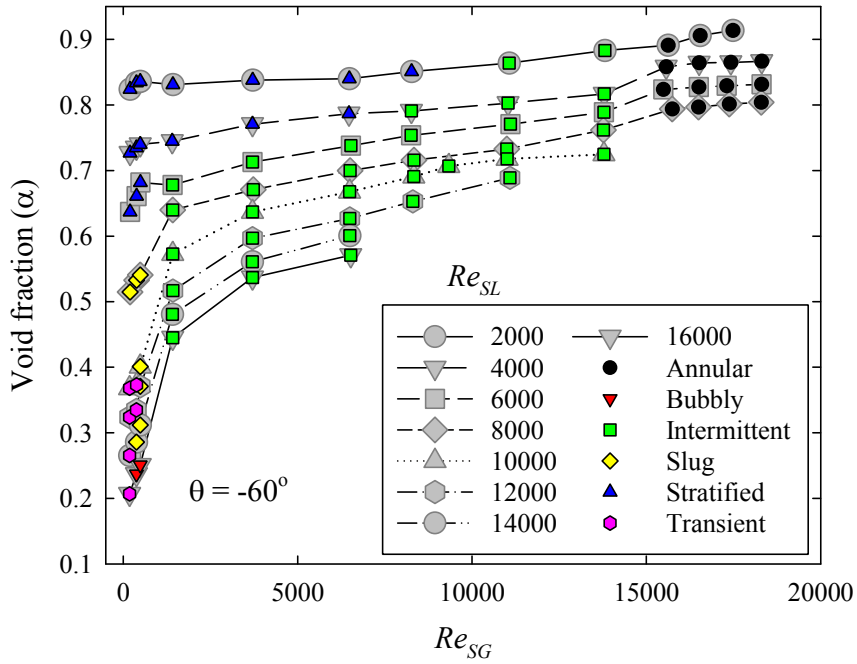 0.9
0.8
0.7
0.6
0.5
0.4
0.3
0.2
0.1
Void fraction (α)
θ = -60°
Re_SL
2000
4000
6000
8000
10000
12000
14000
16000
Annular
Bubbly
Intermittent
Slug
Stratified
Transient
0 5000 10000 15000 20000
Re_SG